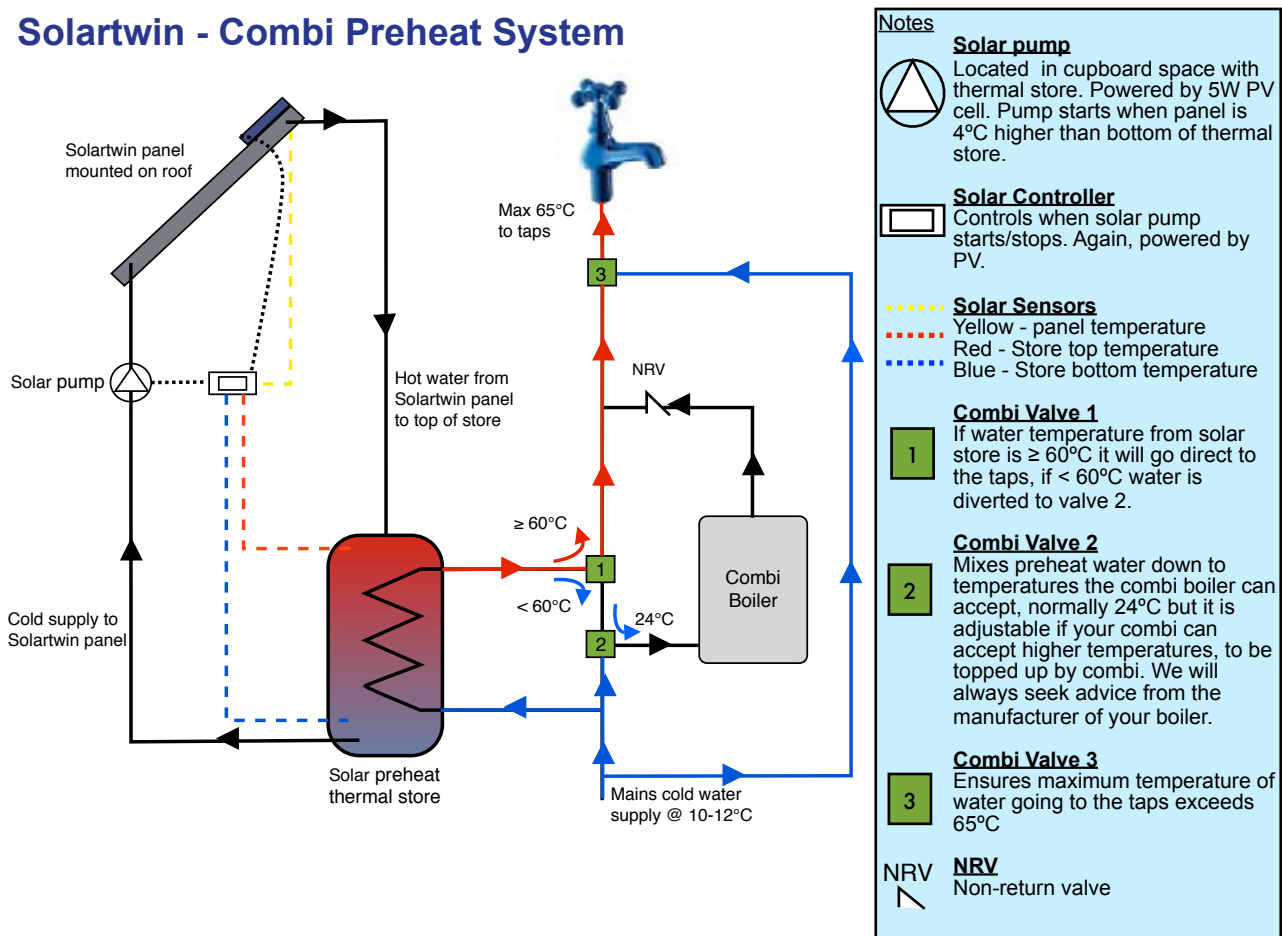 Solartwin - Combi Preheat System
Solartwin panel
mounted on roof
Solar pump
Hot water from
Solartwin panel
to top of store
Cold supply to
Solartwin panel
Solar preheat
thermal store
Max 65°C
to taps
3
NRV
≥ 60°C
1
< 60°C
24°C
2
Combi
Boiler
Mains cold water
supply @ 10-12°C
Notes
Solar pump
Located in cupboard space with
thermal store. Powered by 5W PV
cell. Pump starts when panel is
4ºC higher than bottom of thermal
store.
Solar Controller
Controls when solar pump
starts/stops. Again, powered by
PV.
Solar Sensors
Yellow - panel temperature
Red - Store top temperature
Blue - Store bottom temperature
Combi Valve 1
1
If water temperature from solar
store is ≥ 60ºC it will go direct to
the taps, if < 60ºC water is
diverted to valve 2.
Combi Valve 2
2
Mixes preheat water down to
temperatures the combi boiler can
accept, normally 24ºC but it is
adjustable if your combi can
accept higher temperatures, to be
topped up by combi. We will
always seek advice from the
manufacturer of your boiler.
Combi Valve 3
3
Ensures maximum temperature of
water going to the taps exceeds
65ºC
NRV
NRV
Non-return valve